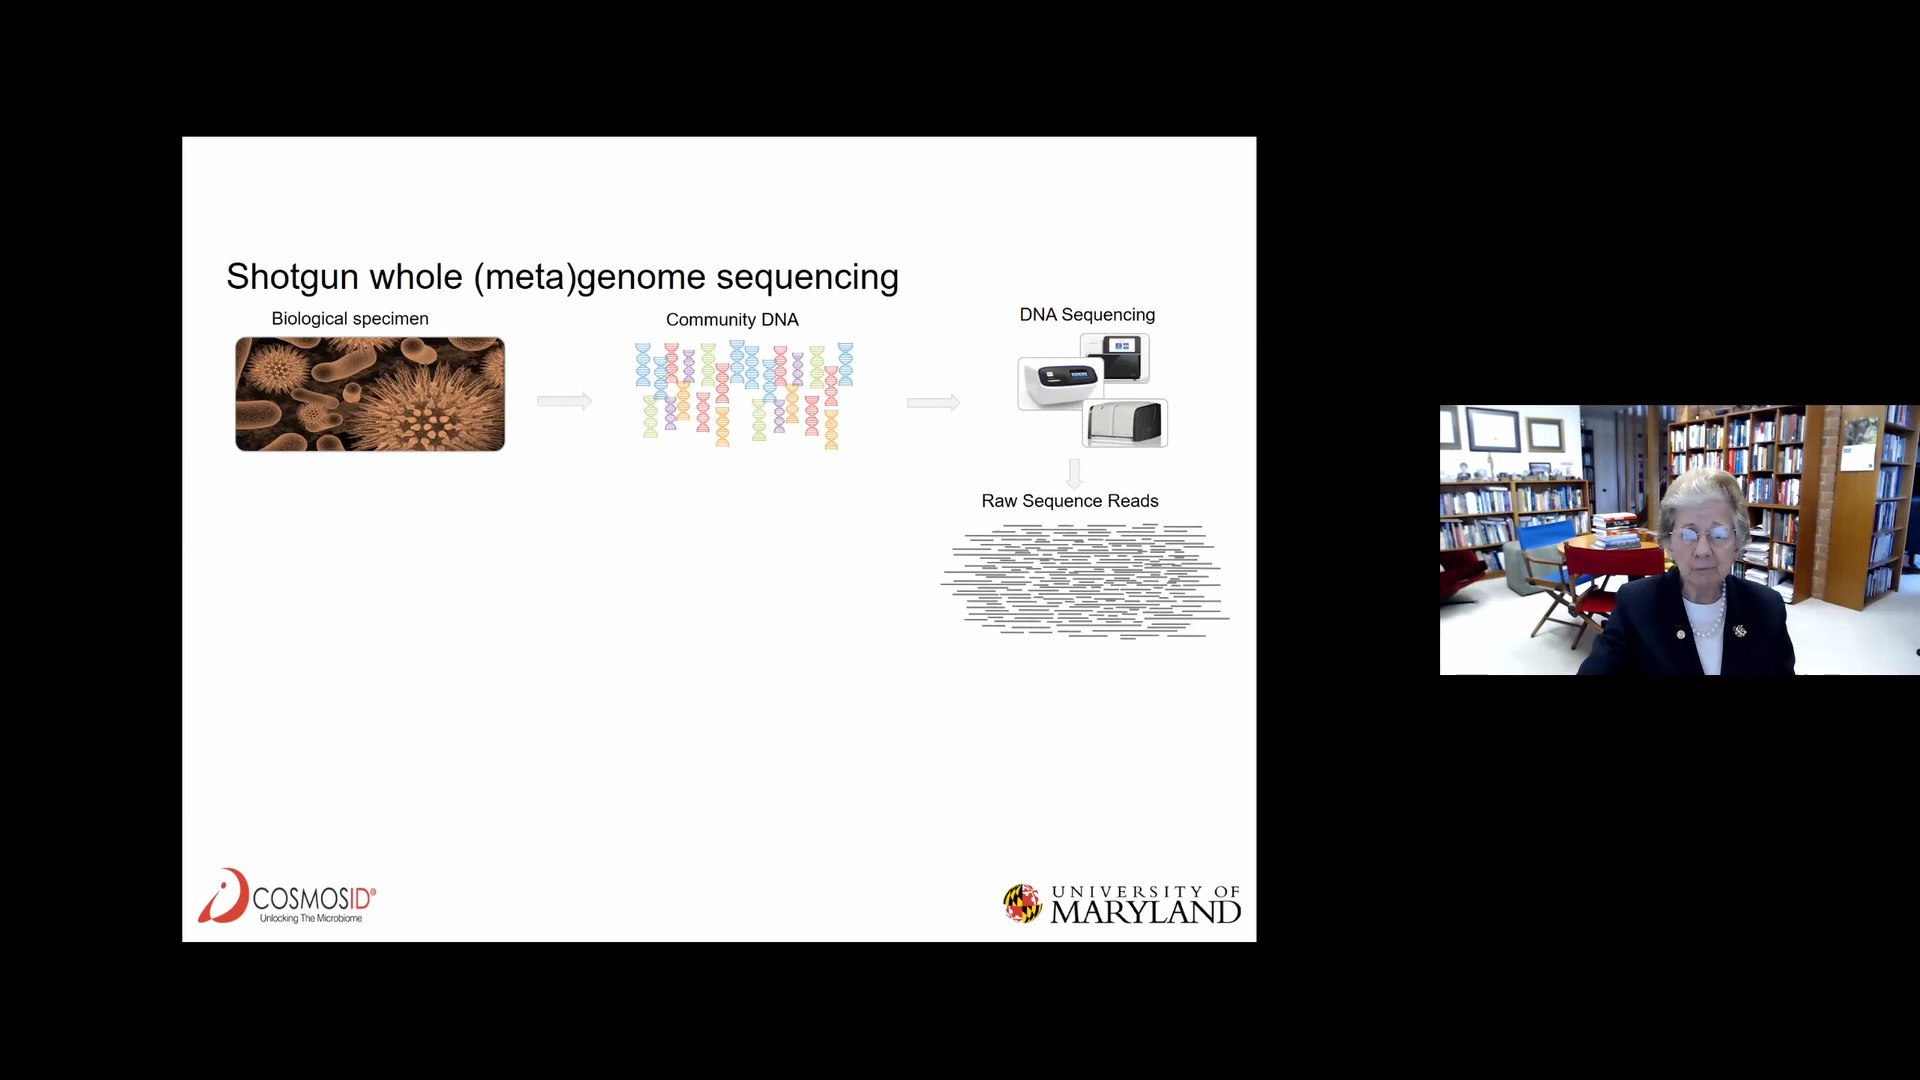 Shotgun whole (meta)genome sequencing
Biological specimen
Community DNA
DNA Sequencing
Raw Sequence Reads
COSMOSID®
Unlocking The Microbiome
UNIVERSITY OF
MARYLAND